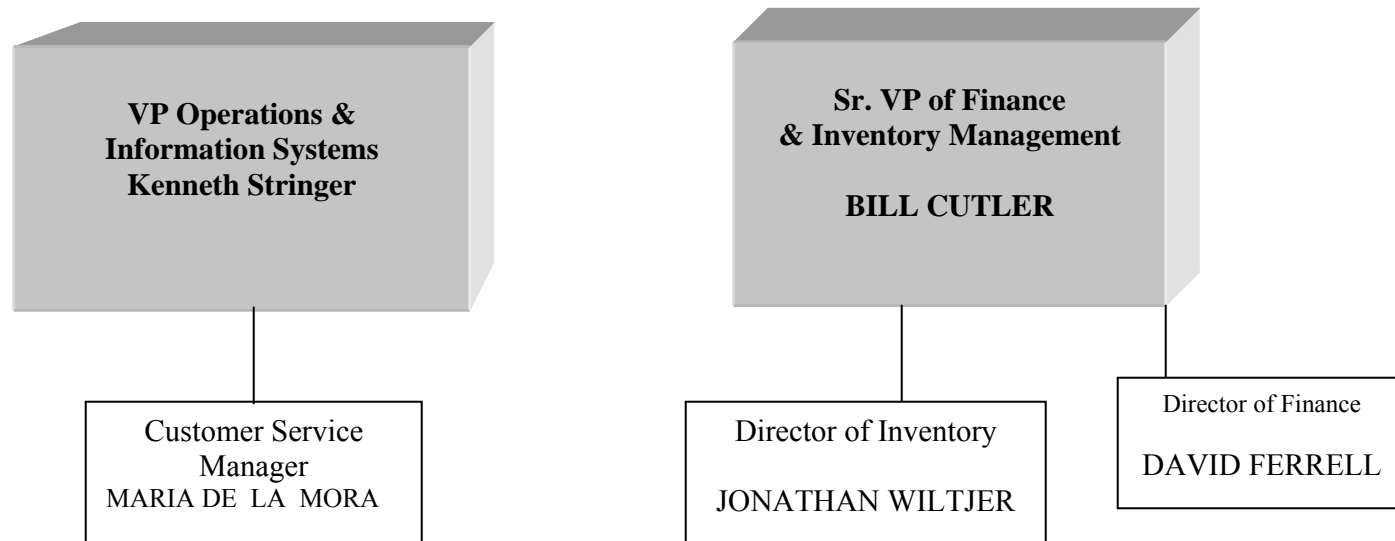 VP Operations &
Information Systems
Kenneth Stringer
Sr. VP of Finance
& Inventory Management
BILL CUTLER
Customer Service
Manager
MARIA DE LA MORA
Director of Inventory
JONATHAN WILTJER
Director of Finance
DAVID FERRELL